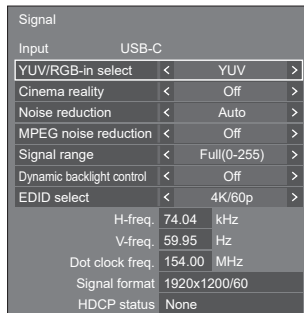 Signal
Input USB-C
YUV/RGB-in select < YUV >
Cinema reality < Off >
Noise reduction < Auto >
MPEG noise reduction < Off >
Signal range < Full(0-255) >
Dynamic backlight control < Off >
EDID select < 4K/60p >
H-freq. 74.04 kHz
V-freq. 59.95 Hz
Dot clock freq. 154.00 MHz
Signal format 1920x1200/60
HDCP status None